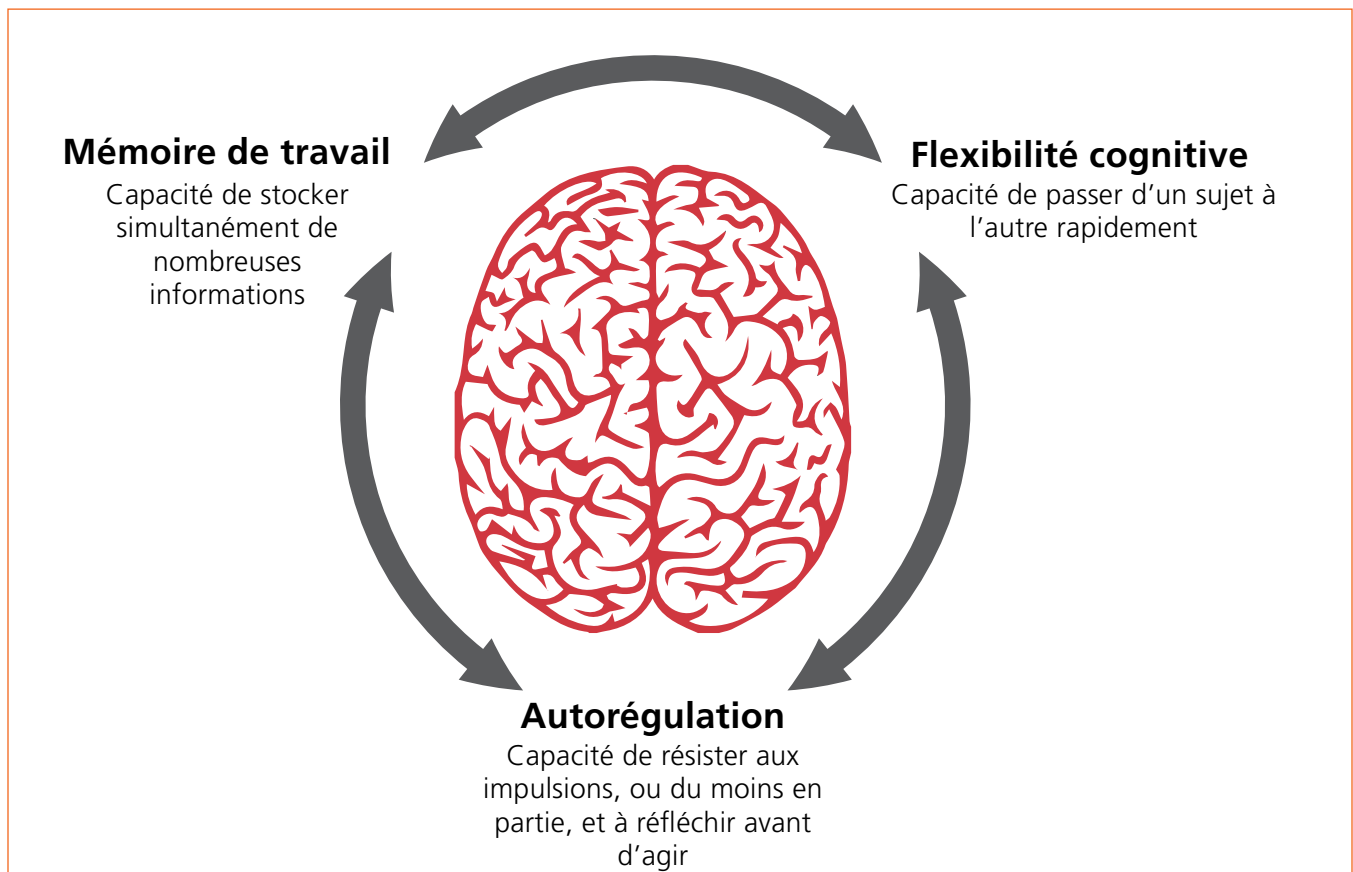 Mémoire de travail
Capacité de stocker
simultanément de
nombreuses
informations
Flexibilité cognitive
Capacité de passer d’un sujet à
l’autre rapidement
Autorégulation
Capacité de résister aux
impulsions, ou du moins en
partie, et à réfléchir avant
d’agir